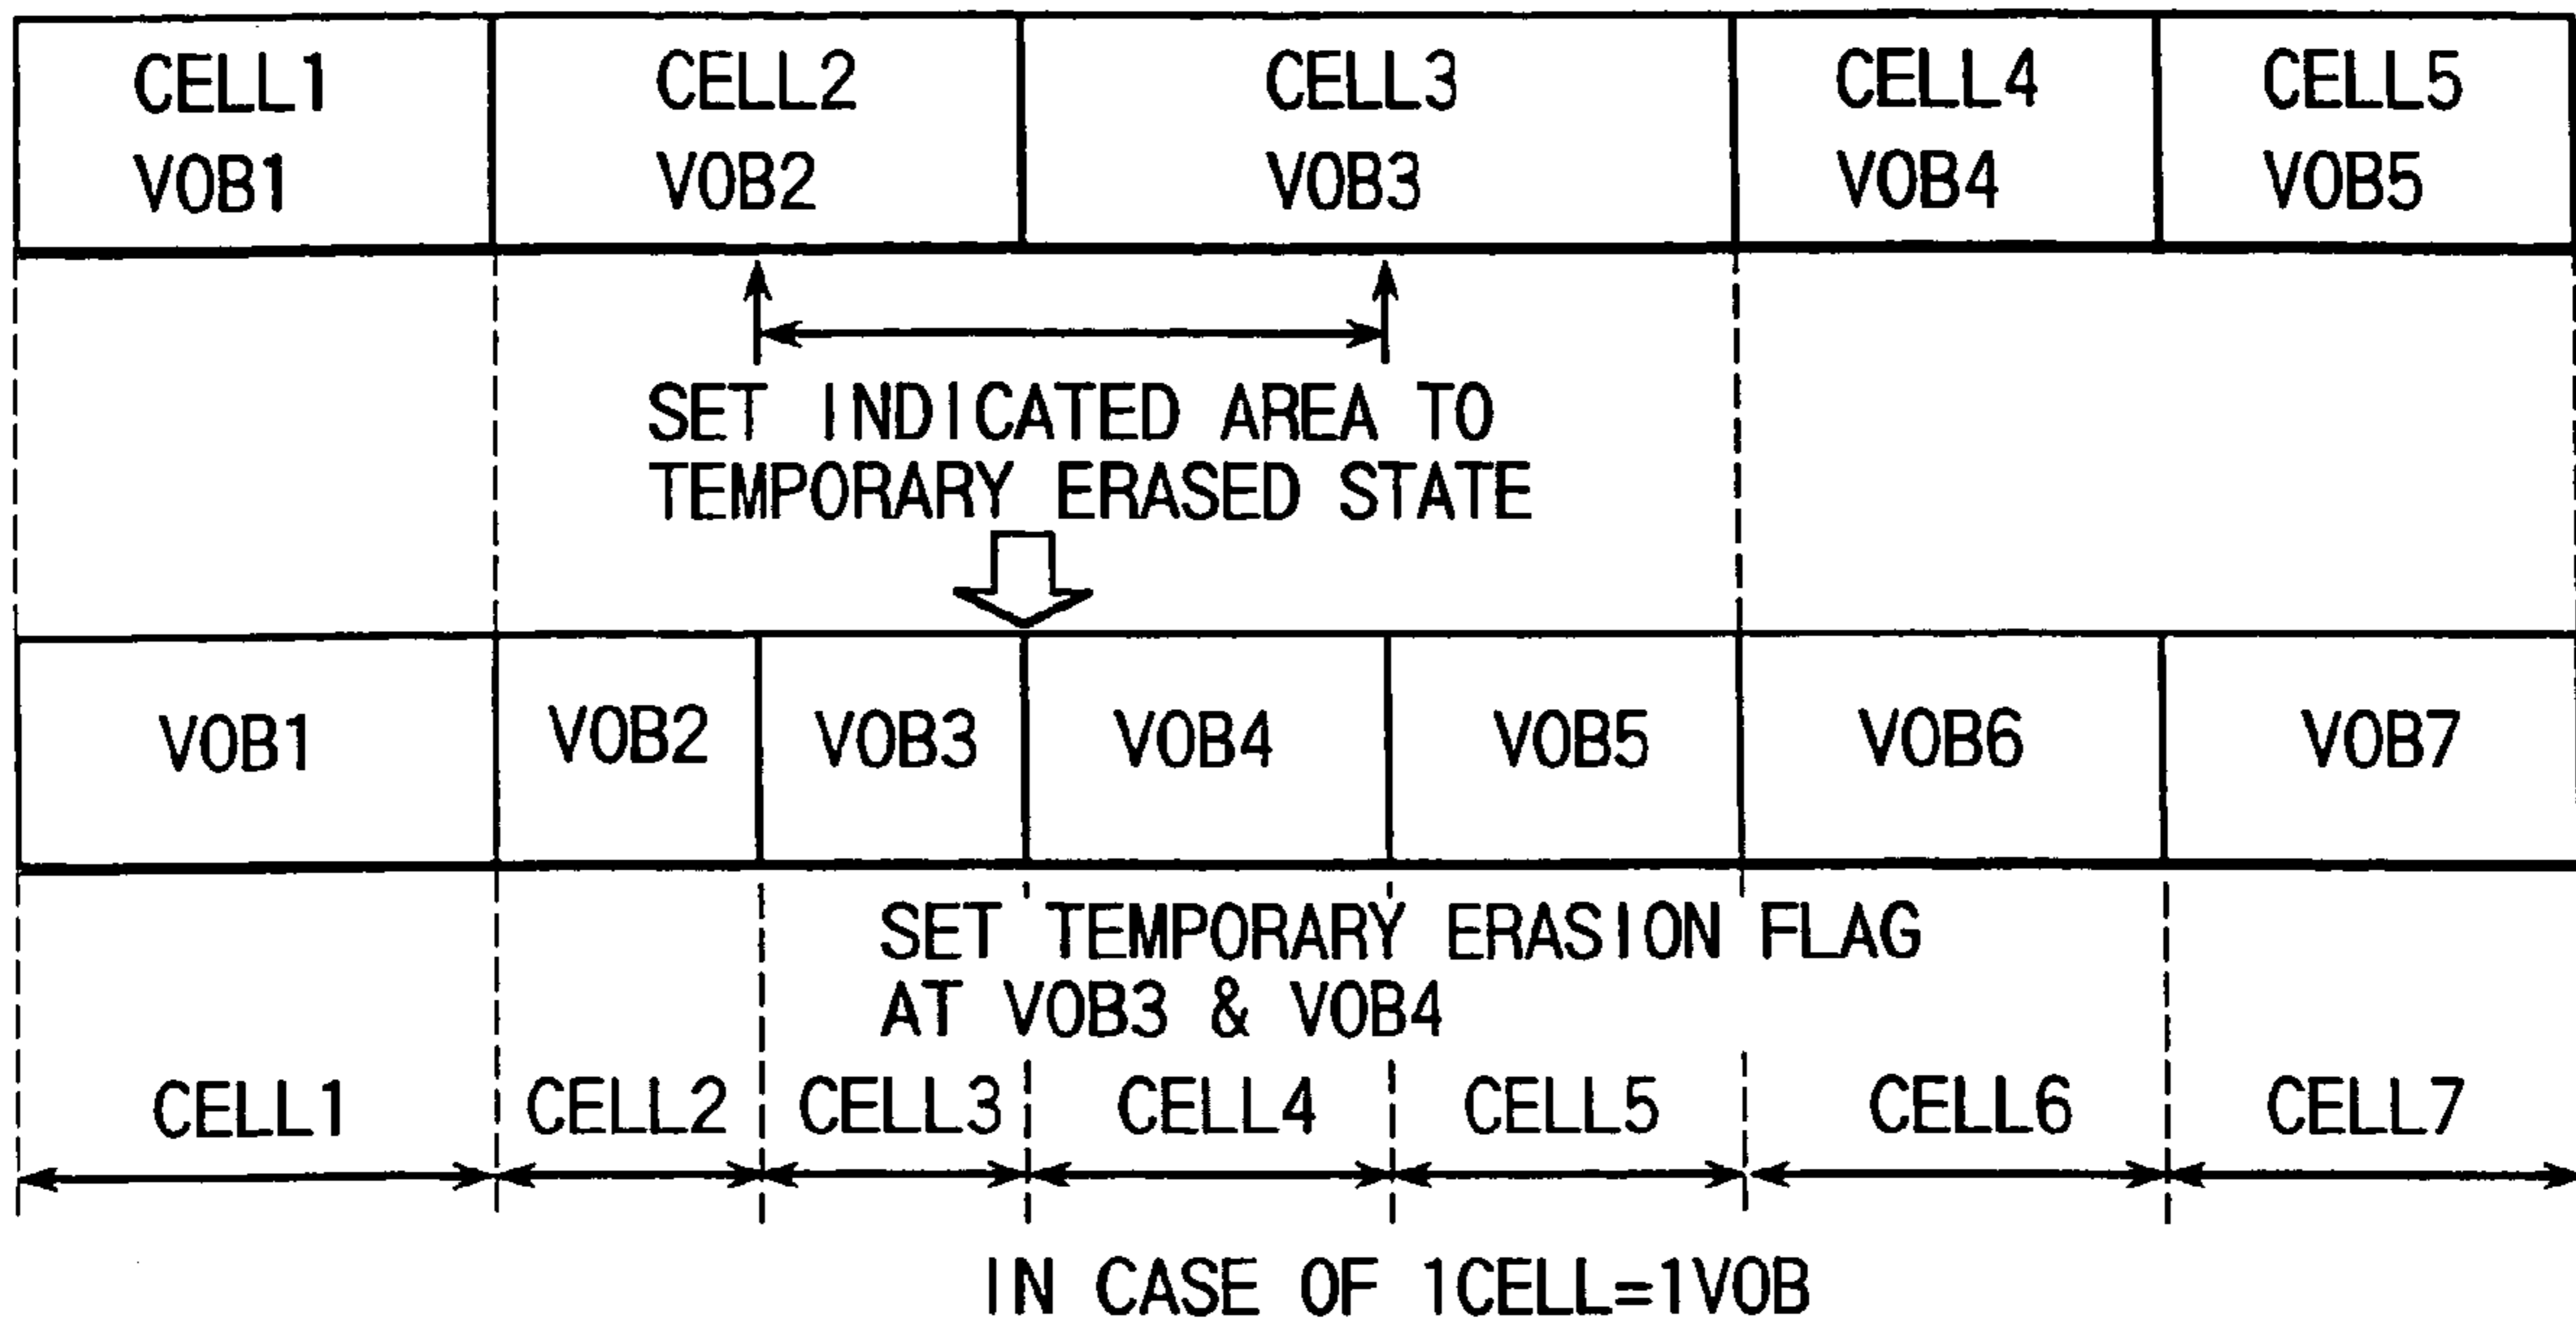 CELL1 CELL2 CELL3 CELL4 CELL5
VOB1 VOB2 VOB3 VOB4 VOB5
SET INDICATED AREA TO
TEMPORARY ERASED STATE
VOB1 VOB2 VOB3 VOB4 VOB5 VOB6 VOB7
SET TEMPORARY ERASION FLAG
AT VOB3 & VOB4
CELL1 CELL2 CELL3 CELL4 CELL5 CELL6 CELL7
IN CASE OF 1CELL=1VOB